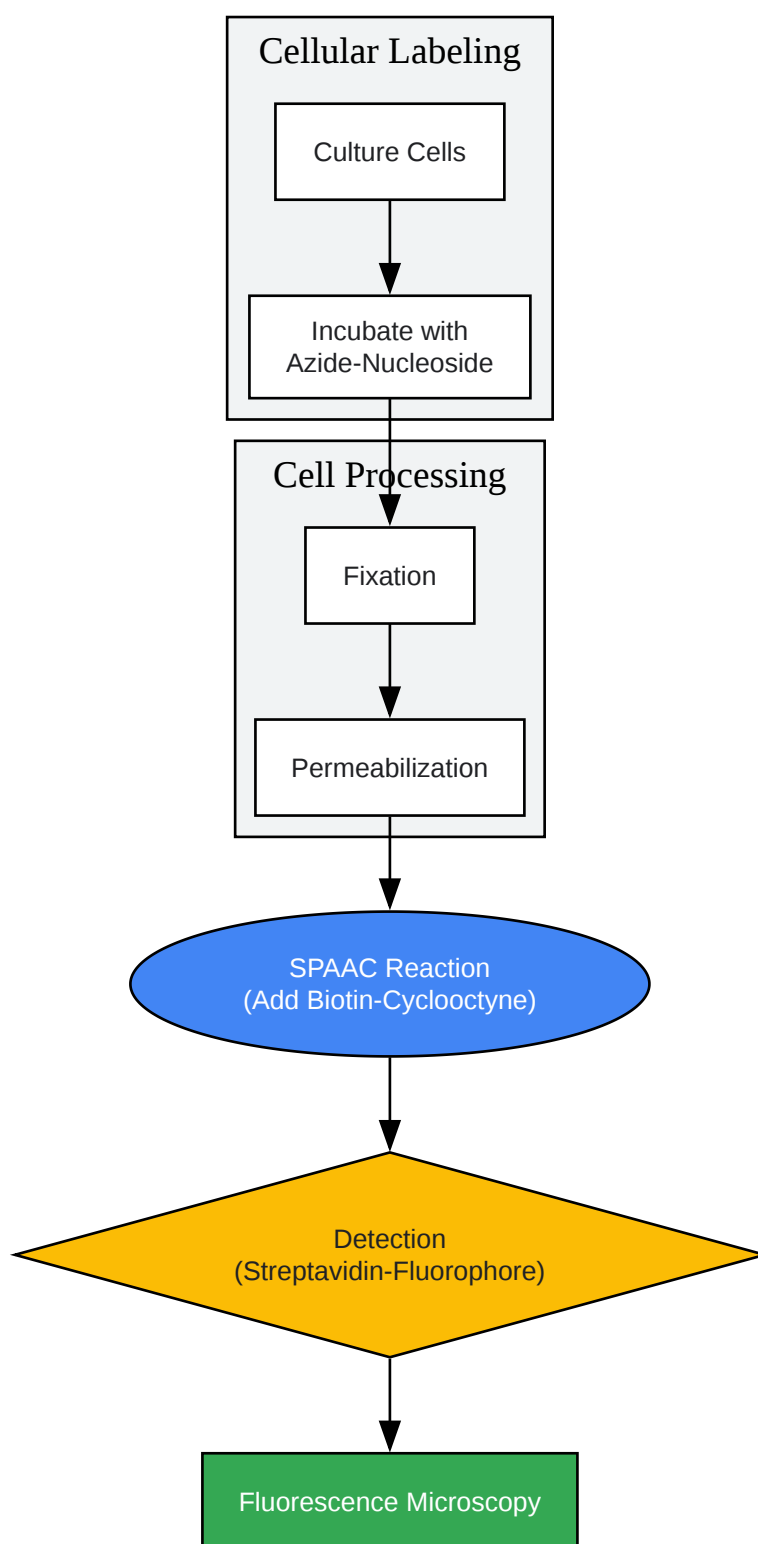 Cellular Labeling
Culture Cells
Incubate with
Azide-Nucleoside
Cell Processing
Fixation
Permeabilization
SPAAC Reaction
(Add Biotin-Cyclooctyne)
Detection
(Streptavidin-Fluorophore)
Fluorescence Microscopy